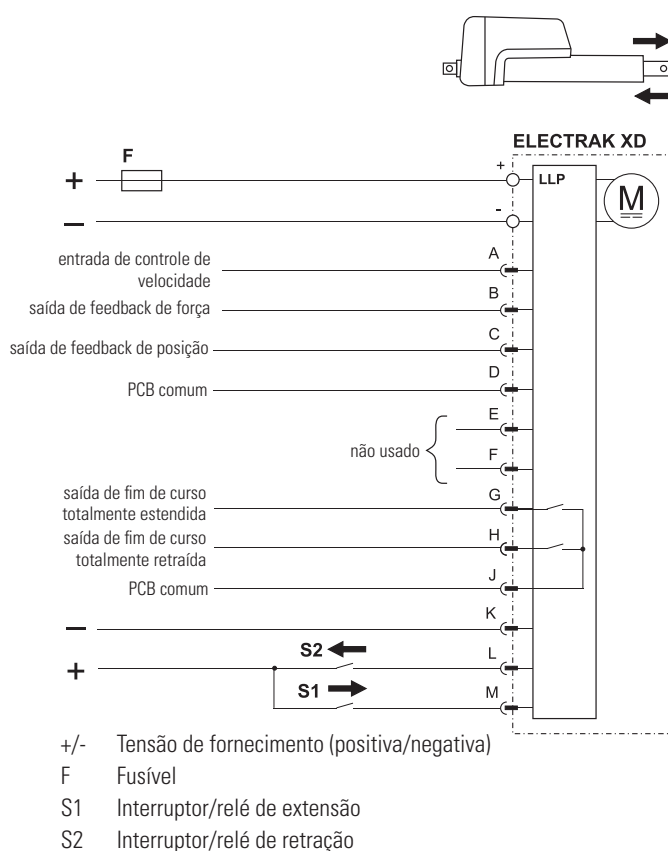 ELECTRAK XD
F
+
+
LLP
M
−
-
entrada de controle de
velocidade
A
saída de feedback de força
B
saída de feedback de posição
C
PCB comum
D
não usado
E
F
saída de fim de curso
totalmente estendida
G
saída de fim de curso
totalmente retraída
H
PCB comum
J
−
K
+
S2
L
S1
M
+/- Tensão de fornecimento (positiva/negativa)
F Fusível
S1 Interruptor/relé de extensão
S2 Interruptor/relé de retração